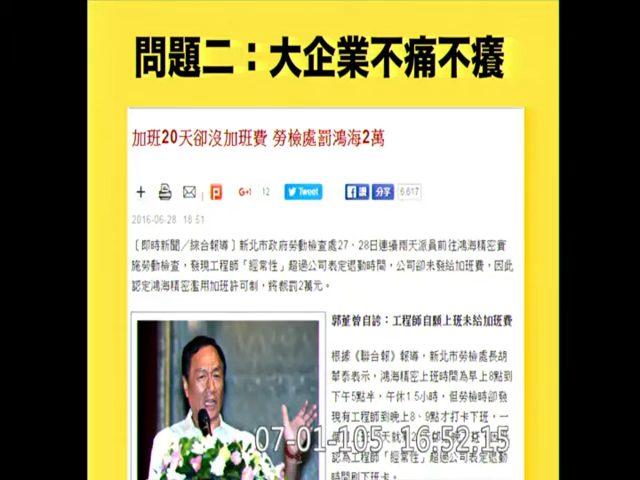 問題二：大企業不痛不癢
加班20天卻沒加班費 勞檢處罰鴻海2萬
G+1 12 Tweet 讚 分享 6,617
2016-06-28 18:51
〔即時新聞／綜合報導〕新北市政府勞動檢查處27、28日連續兩天派員前往鴻海精密實
施勞動檢查，發現工程師「經常性」超過公司表定退勤時間，公司卻未發給加班費，因此
認定鴻海精密濫用加班許可制，將裁罰2萬元。
郭董曾自誇：工程師自願上班未給加班費
根據《聯合報》報導，新北市勞檢處長胡
華泰表示，鴻海精密上班時間為早上8點到
下午5點半，午休1.5小時，但勞檢時卻發
現有工程師到晚上8、9點才打卡下班，一
07-01-105 16:52:15
認為工程師「經常性」超過公司表定退勤
時間刷下班卡。